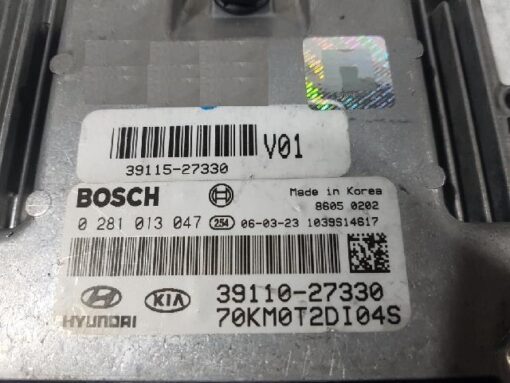 V01
39115-27330
BOSCH
Made in Korea
8605 0202
0 281 013 047 254 06-03-23 1039S14617
39110-27330
HYUNDAI KIA
70KM0T2DI04S